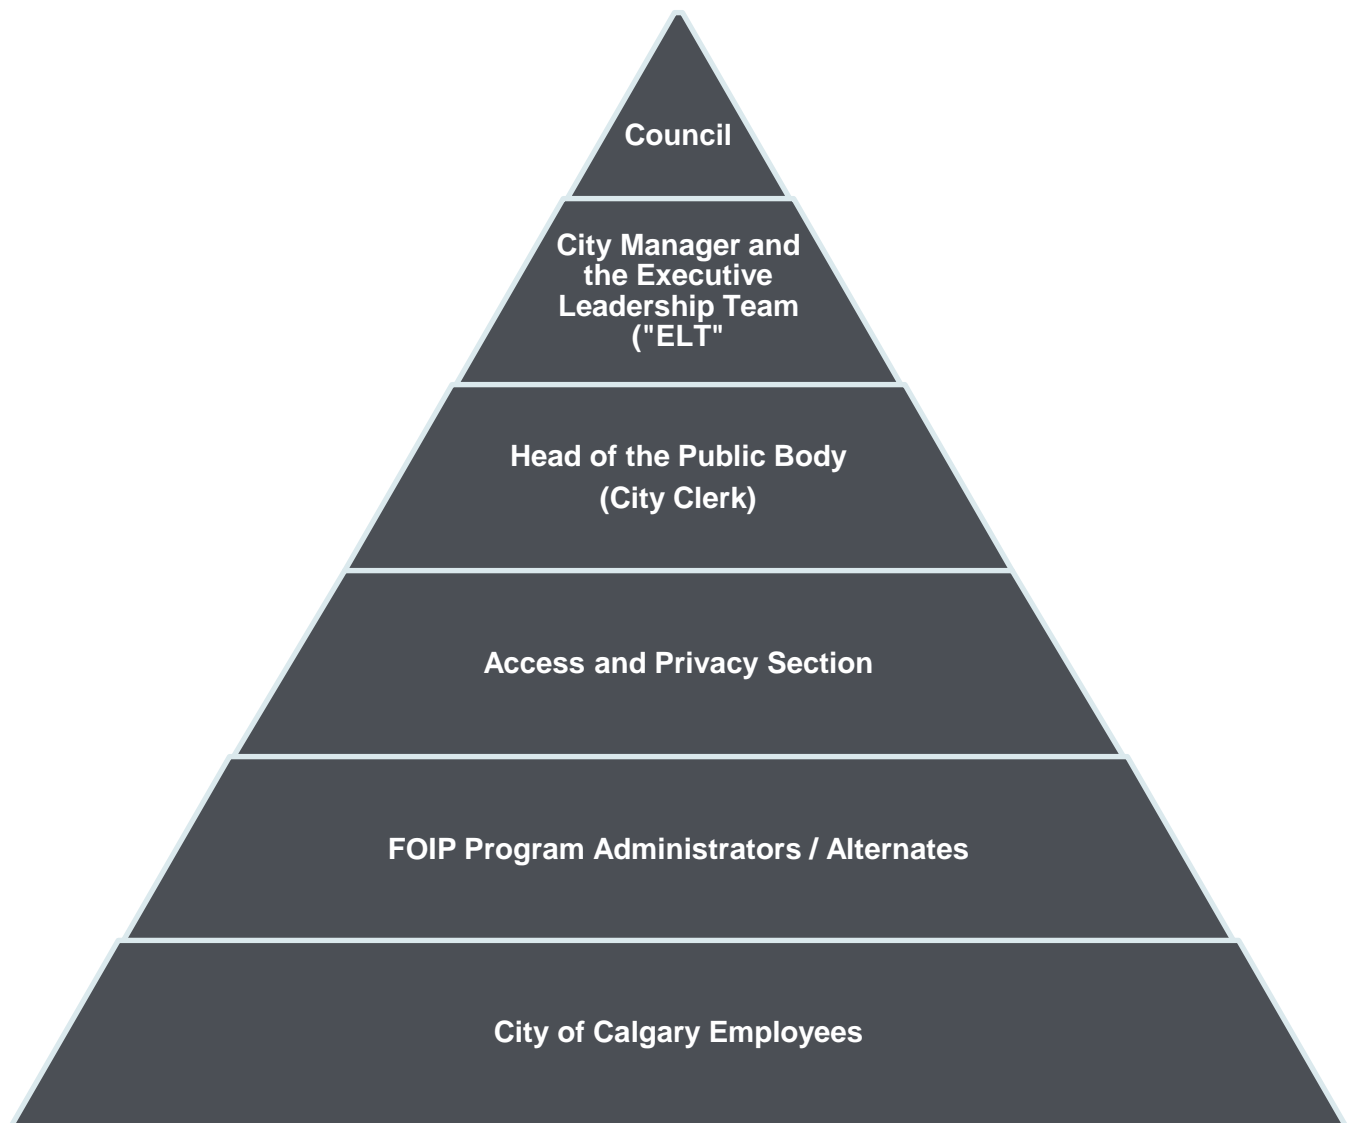 Council
City Manager and
the Executive
Leadership Team
("ELT"
Head of the Public Body
(City Clerk)
Access and Privacy Section
FOIP Program Administrators / Alternates
City of Calgary Employees